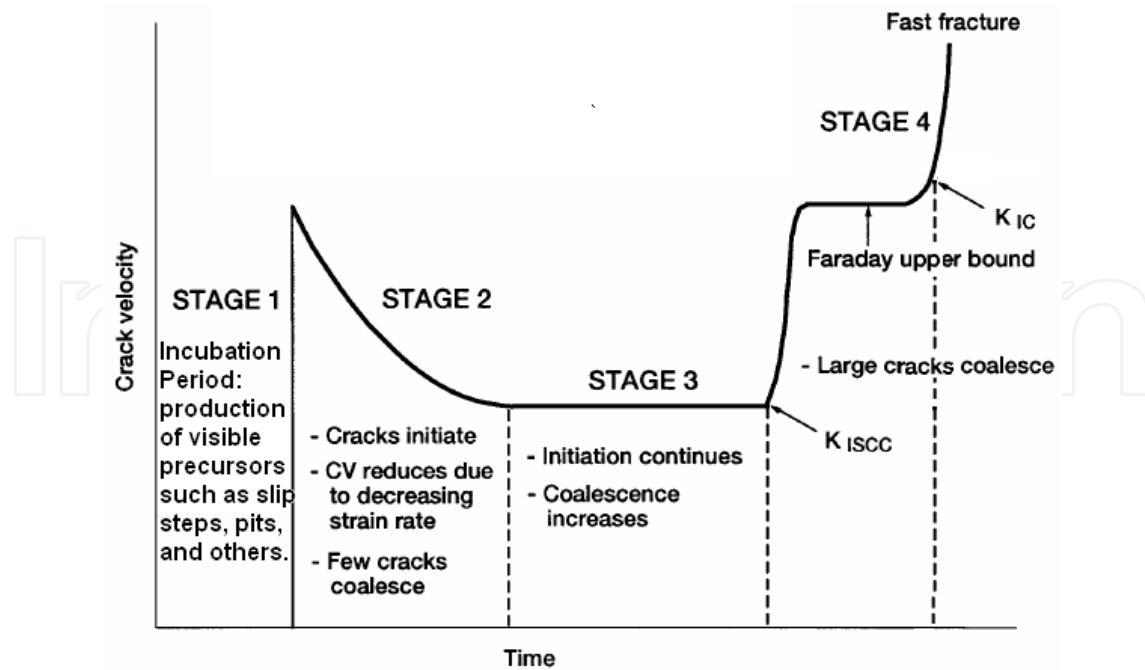 Fast fracture
STAGE 4
K IC
Faraday upper bound
STAGE 1
STAGE 2
Crack velocity
Incubation
Period:
production
of visible
precursors
such as slip
steps, pits,
and others.
- Cracks initiate
- CV reduces due
to decreasing
strain rate
- Few cracks
coalesce
STAGE 3
- Initiation continues
- Coalescence
increases
- Large cracks coalesce
K ISCC
Time